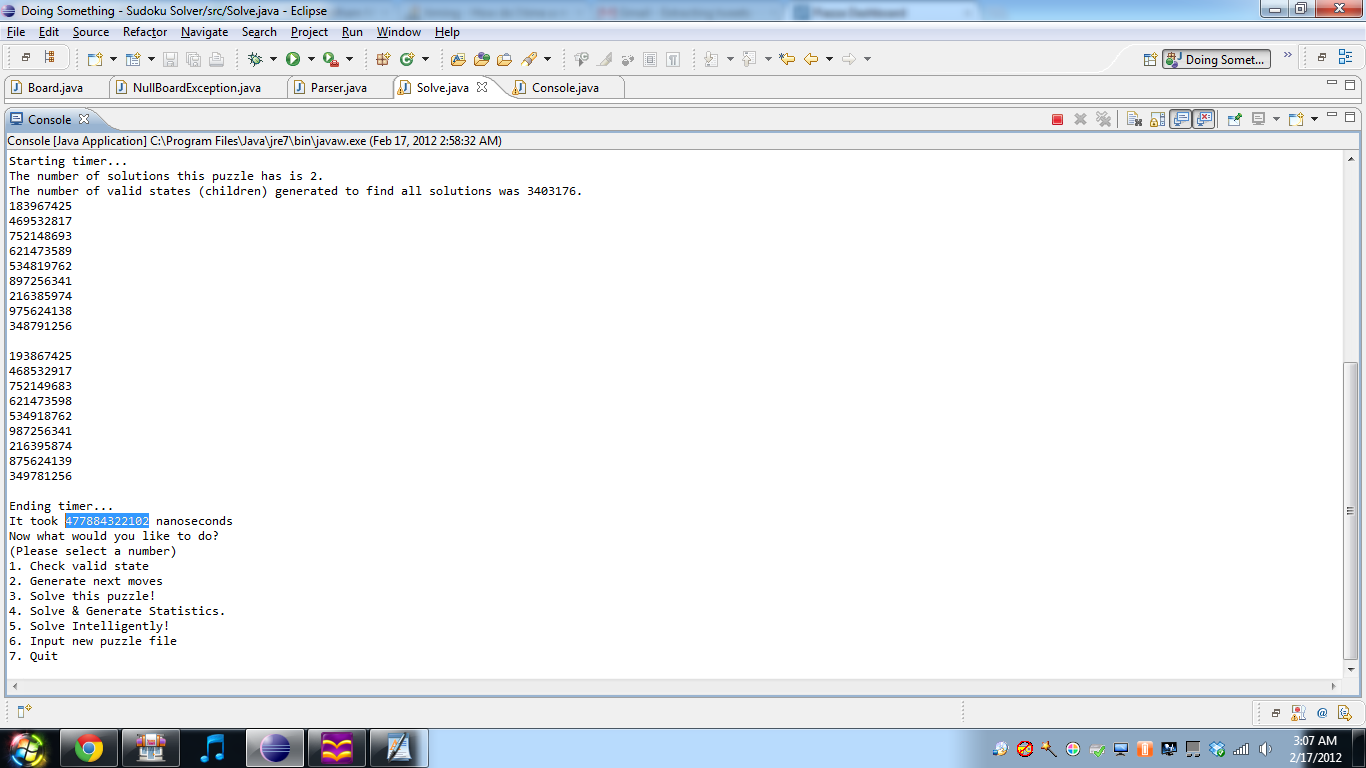 Doing Something - Sudoku Solver/src/Solve.java - Eclipse
File Edit Source Refactor Navigate Search Project Run Window Help
Doing Somet...
Board.java NullBoardException.java Parser.java Solve.java Console.java
Console
Console [Java Application] C:\Program Files\Java\jre7\bin\javaw.exe (Feb 17, 2012 2:58:32 AM)
Starting timer...
The number of solutions this puzzle has is 2.
The number of valid states (children) generated to find all solutions was 3403176.
183967425
469532817
752148693
621473589
534819762
897256341
216385974
975624138
348791256
193867425
468532917
752149683
621473598
534918762
987256341
216395874
875624139
349781256
Ending timer...
It took 477884322102 nanoseconds
Now what would you like to do?
(Please select a number)
1. Check valid state
2. Generate next moves
3. Solve this puzzle!
4. Solve & Generate Statistics.
5. Solve Intelligently!
6. Input new puzzle file
7. Quit
3:07 AM
2/17/2012